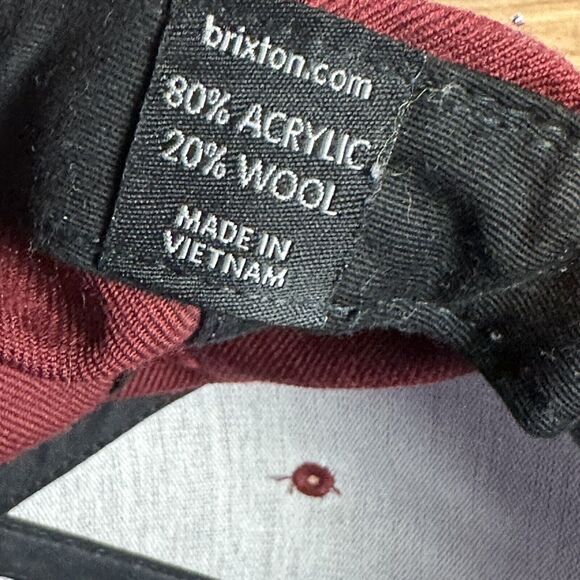 brixton.com
80% ACRYLIC
20% WOOL
MADE IN
VIETNAM